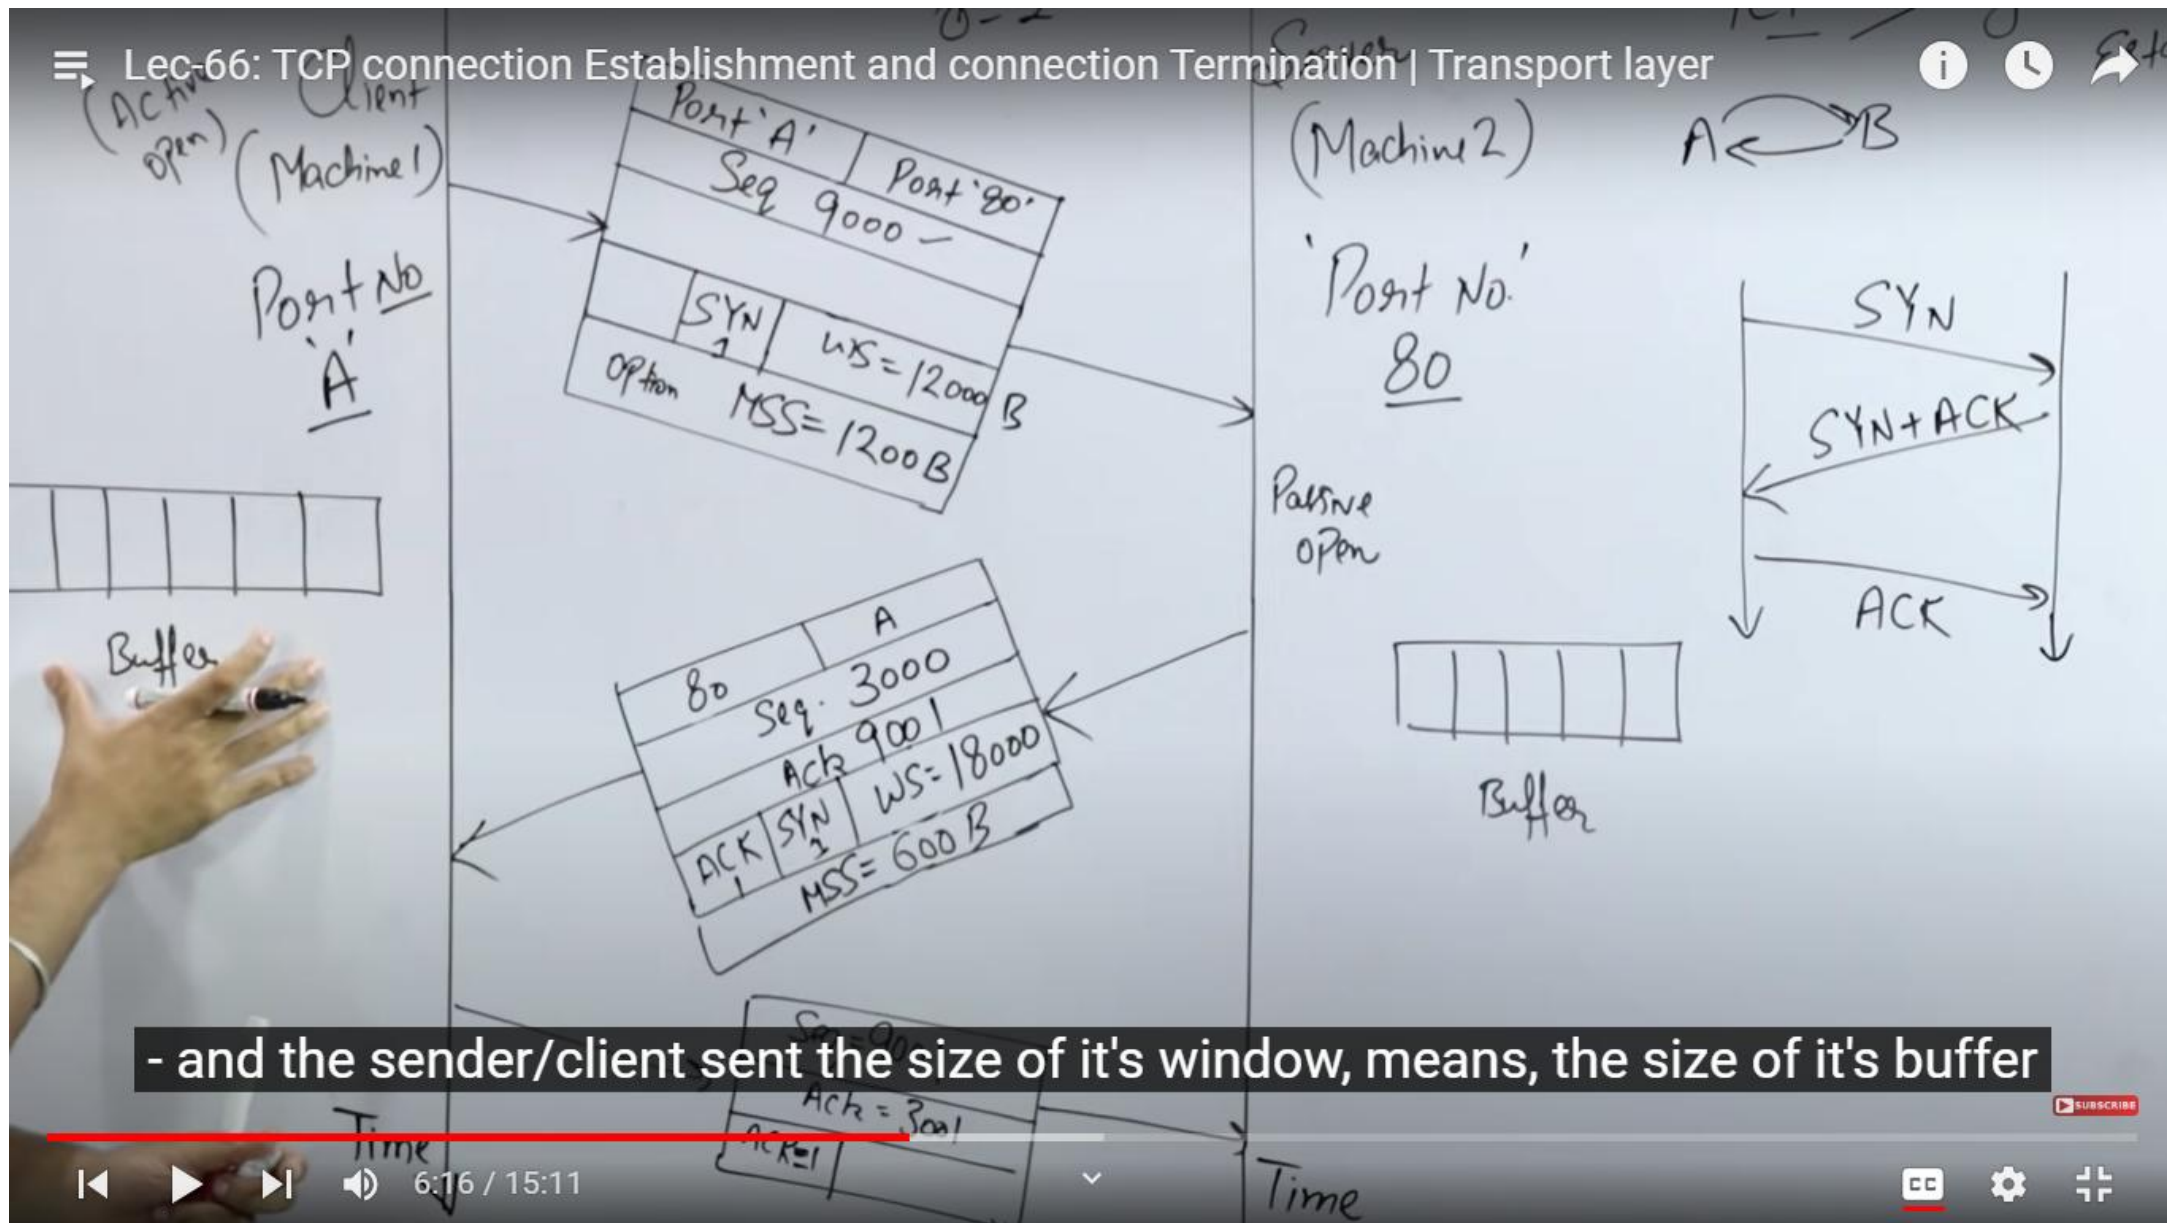 Lec-66: TCP connection Establishment and connection Termination | Transport layer
Client
(Active
open)
(Machine 1)
Port No
'A'
Buffer
Port 'A'
Port '80'
Seq 9000
SYN
1
WS = 12000 B
option MSS = 1200 B
80
A
Seq. 3000
Ack 9001
ACK
1
SYN
1
WS = 18000
MSS = 600 B
Ack = 3001
ACK=1
Server
(Machine 2)
'Port No.'
80
Passive
open
Buffer
A
B
SYN
SYN+ACK
ACK
- and the sender/client sent the size of it's window, means, the size of it's buffer
SUBSCRIBE
Time
Time
6:16 / 15:11
CC